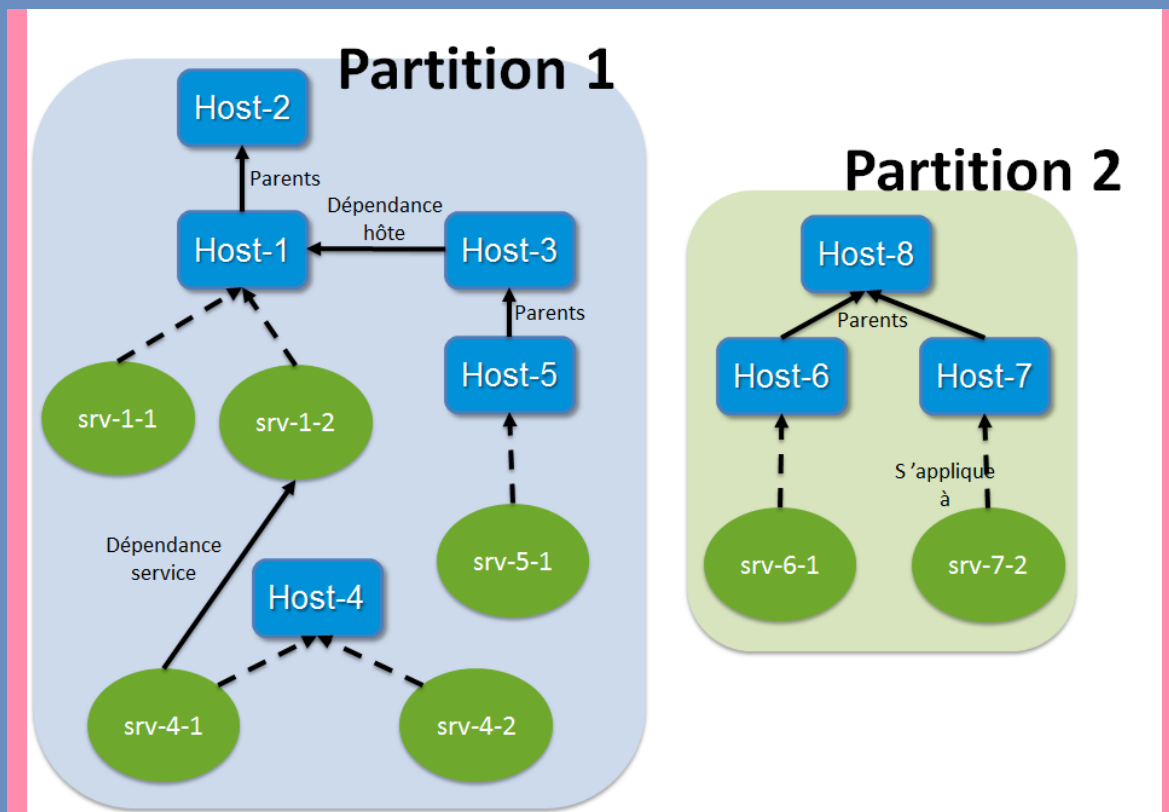 Partition 1
Host-2
Parents
Dépendance
hôte
Host-1
Host-3
Parents
Host-5
srv-1-1
srv-1-2
Dépendance
service
srv-5-1
Host-4
srv-4-1
srv-4-2
Partition 2
Host-8
Parents
Host-6
Host-7
S ’applique
à
srv-6-1
srv-7-2